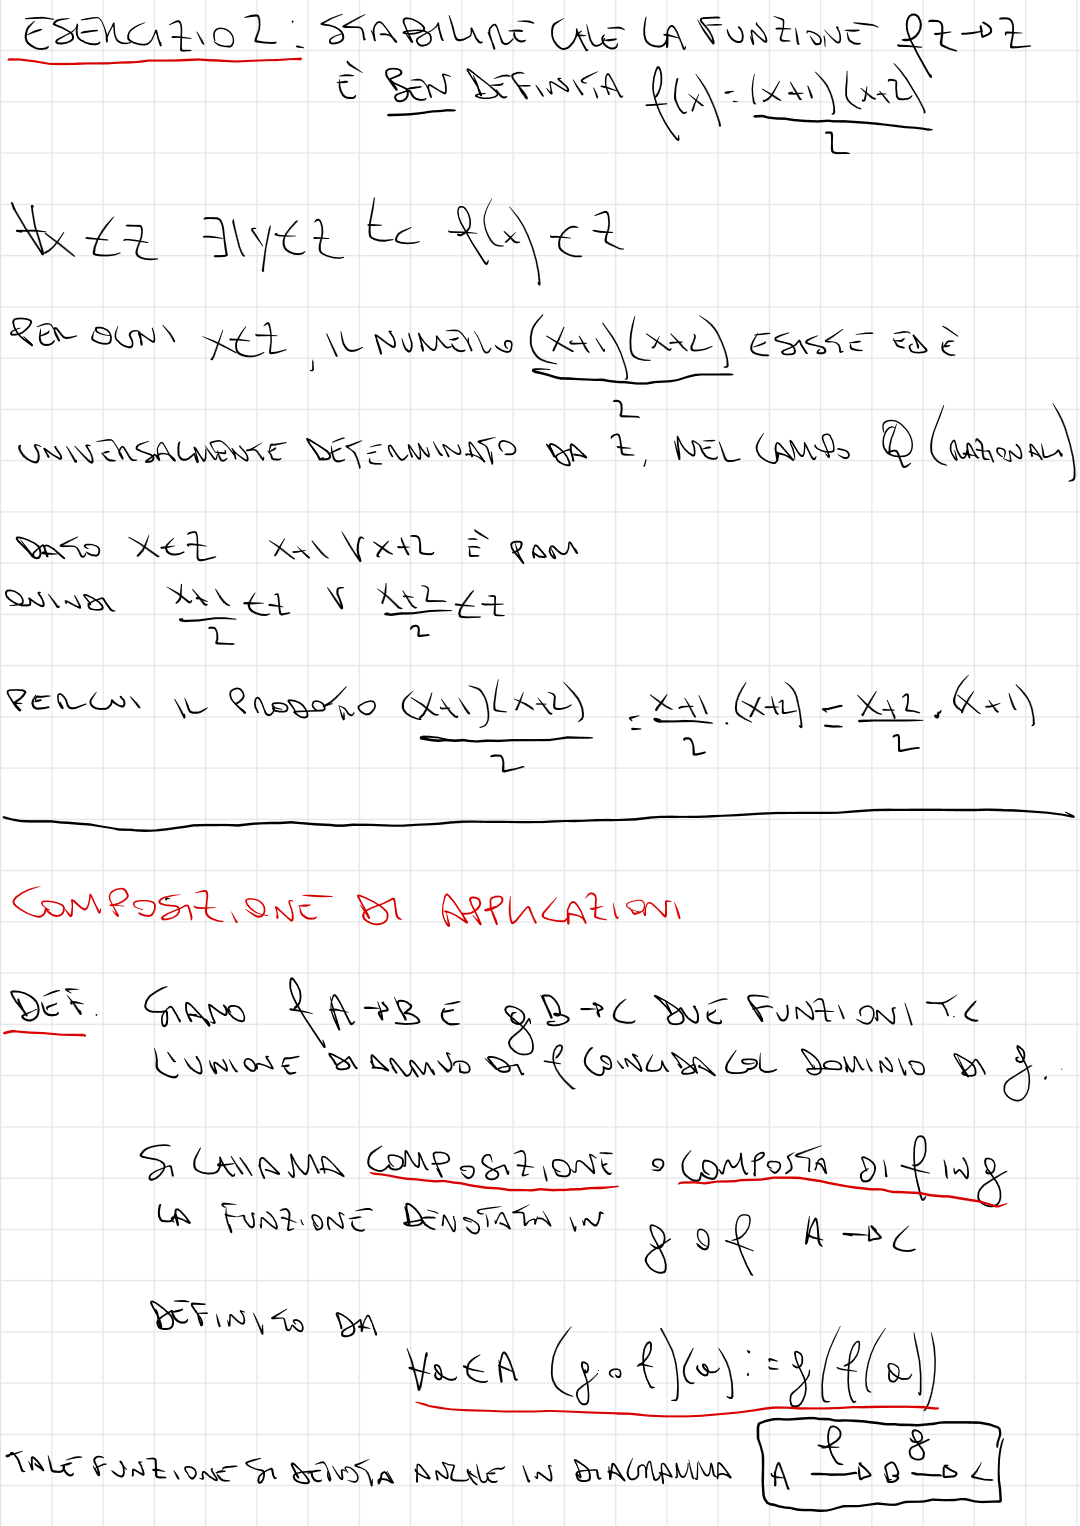 ESERCIZIO 2: STABILIRE CHE LA FUNZIONE f Z→Z
È BEN DEFINITA f(x) = (x+1)(x+2)/2
∀x∈Z ∃|y∈Z tc f(x)∈Z
PER OGNI x∈Z, IL NUMERO (x+1)(x+2)/2 ESISTE ED È
UNIVERSALMENTE DETERMINATO DA Z, NEL CAMPO Q (RAZIONALI)
DATO x∈Z x+1 ∨ x+2 È PARI
QUINDI x+1/2 ∈Z ∨ x+2/2 ∈Z
PERCUI IL PRODOTTO (x+1)(x+2)/2 = x+1/2 · (x+2) = x+2/2 · (x+1)
COMPOSIZIONE DI APPLICAZIONI
DEF. SIANO f A→B E g B→C DUE FUNZIONI T.C
L'UNIONE DI ARRIVO DI f COINCIDA COL DOMINIO DI g.
SI CHIAMA COMPOSIZIONE O COMPOSTA DI f IN g
LA FUNZIONE DENOTATA IN g o f A→C
DEFINITO DA
∀a∈A (g∘f)(a) := g(f(a))
TALE FUNZIONE SI DENOTA ANCHE IN DIAGRAMMA A f→ B g→ C